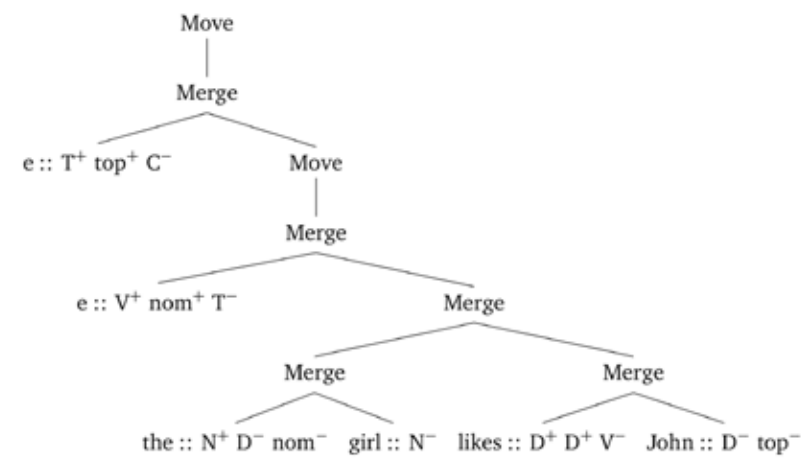 Move
Merge
e :: T⁺ top⁺ C⁻ Move
Merge
e :: V⁺ nom⁺ T⁻ Merge
Merge Merge
the :: N⁺ D⁻ nom⁻ girl :: N⁻ likes :: D⁺ D⁺ V⁻ John :: D⁻ top⁻